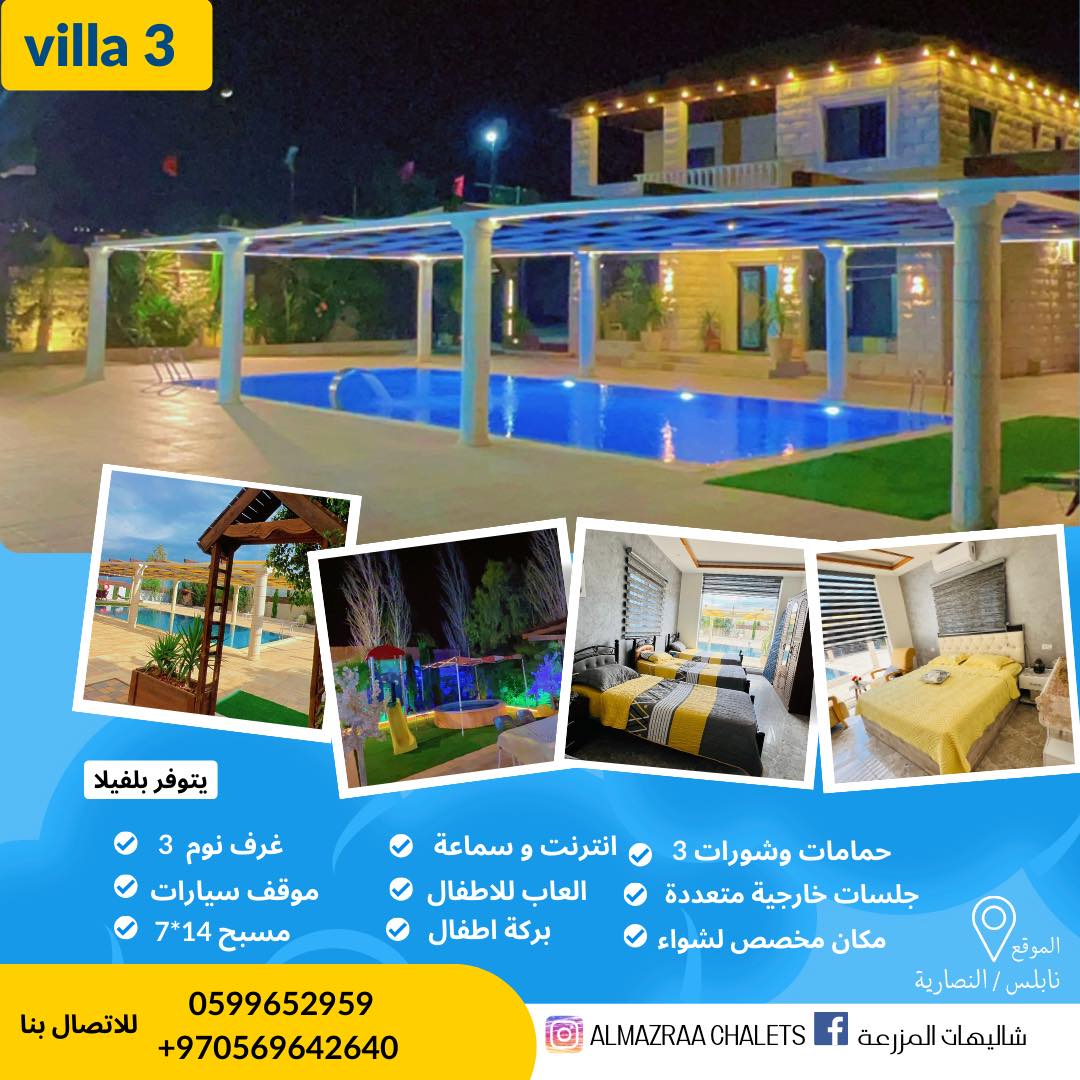 villa 3
يتوفر بلفيلا
3 غرف نوم
موقف سيارات
مسبح 14*7
انترنت و سماعة
العاب للاطفال
بركة اطفال
3 حمامات وشورات
جلسات خارجية متعددة
مكان مخصص لشواء
الموقع
نابلس / النصارية
للاتصال بنا
0599652959
+970569642640
ALMAZRAA CHALETS
شاليهات المزرعة